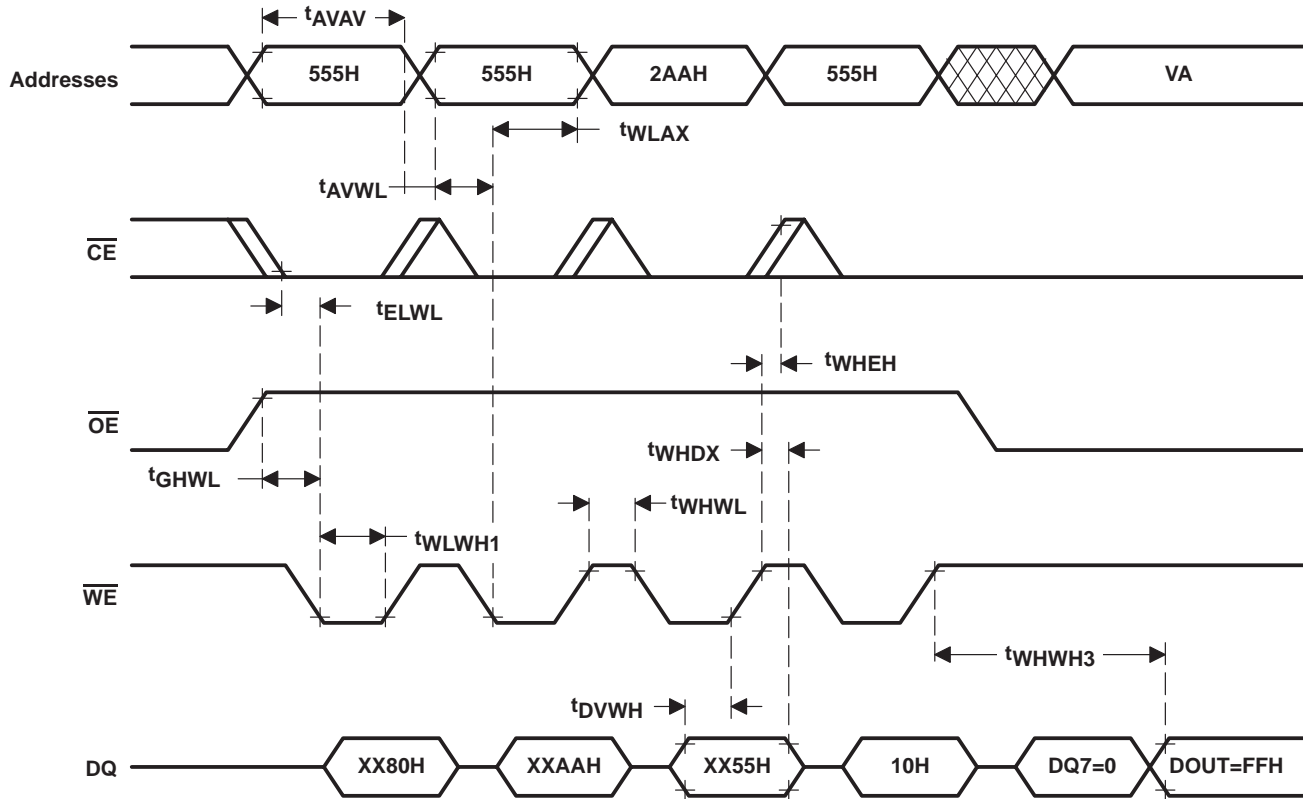 tAVAV
Addresses 555H 555H 2AAH 555H VA
tWLAX
tAVWL
CE
tELWL
tWHEH
OE
tWHDX
tGHWL
tWHWL
tWLWH1
WE
tWHWH3
tDVWH
DQ XX80H XXAAH XX55H 10H DQ7=0 DOUT=FFH